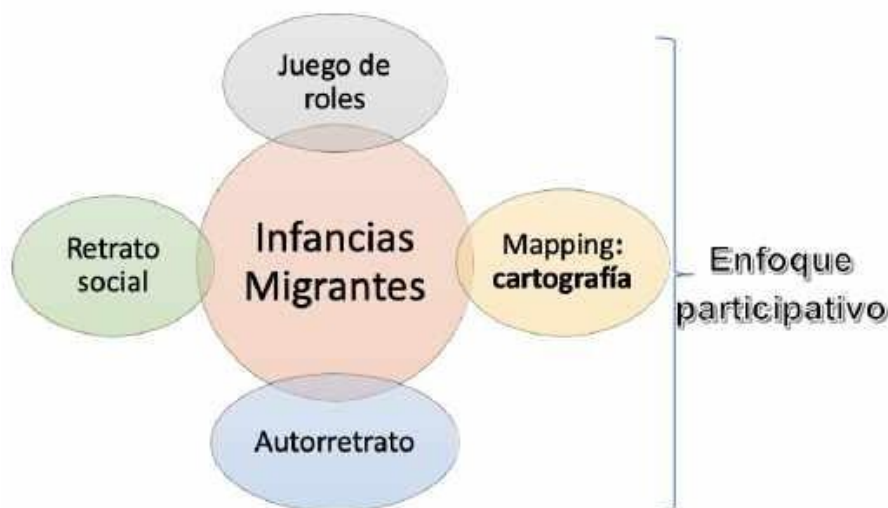 Juego de
roles
Retrato
social
Infancias
Migrantes
Mapping:
cartografía
Enfoque
participativo
Autorretrato